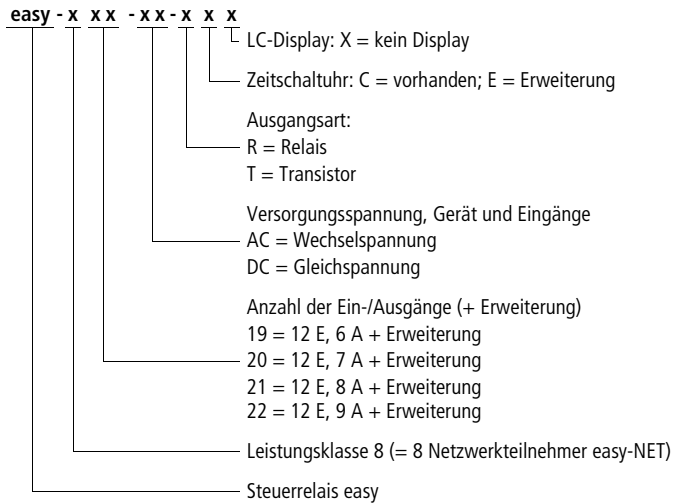 easy - x x x - x x - x x x
LC-Display: X = kein Display
Zeitschaltuhr: C = vorhanden; E = Erweiterung
Ausgangsart:
R = Relais
T = Transistor
Versorgungsspannung, Gerät und Eingänge
AC = Wechselspannung
DC = Gleichspannung
Anzahl der Ein-/Ausgänge (+ Erweiterung)
19 = 12 E, 6 A + Erweiterung
20 = 12 E, 7 A + Erweiterung
21 = 12 E, 8 A + Erweiterung
22 = 12 E, 9 A + Erweiterung
Leistungsklasse 8 (= 8 Netzwerkteilnehmer easy-NET)
Steuerrelais easy